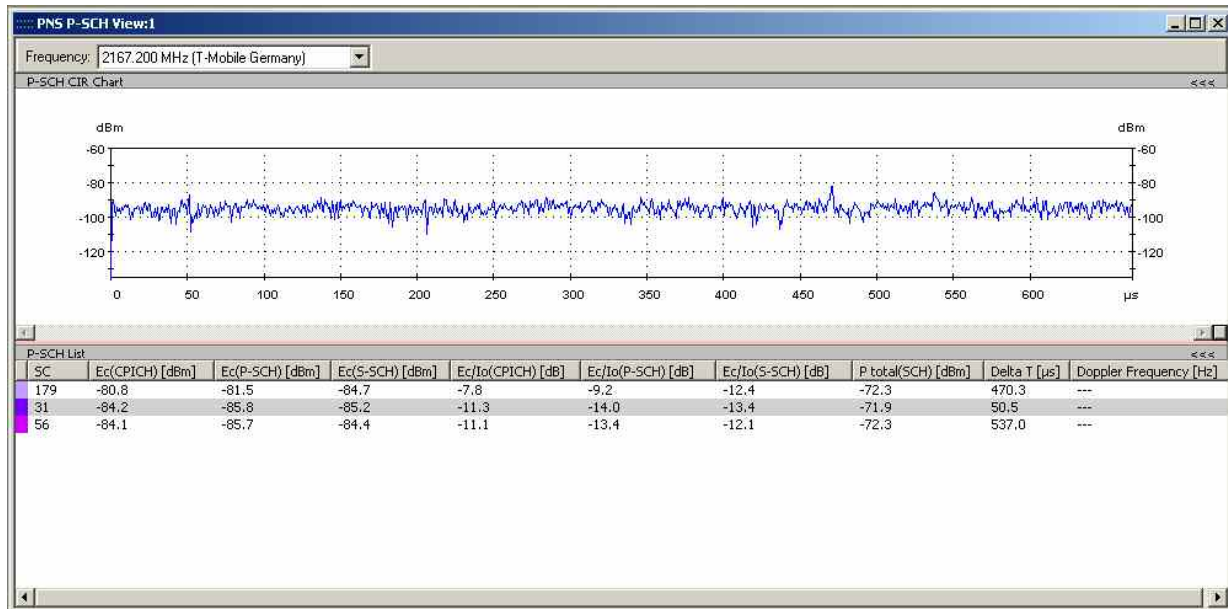 PNS P-SCH View:1
Frequency: 2167.200 MHz (T-Mobile Germany)
P-SCH CIR Chart <<<
dBm dBm
-60 -60
-80 -80
-100 -100
-120 -120
0 50 100 150 200 250 300 350 400 450 500 550 600 µs
P-SCH List <<<
SC Ec(CPICH) [dBm] Ec(P-SCH) [dBm] Ec(S-SCH) [dBm] Ec/Io(CPICH) [dB] Ec/Io(P-SCH) [dB] Ec/Io(S-SCH) [dB] P total(SCH) [dBm] Delta T [µs] Doppler Frequency [Hz]
179 -80.8 -81.5 -84.7 -7.8 -9.2 -12.4 -72.3 470.3 ---
31 -84.2 -85.8 -85.2 -11.3 -14.0 -13.4 -71.9 50.5 ---
56 -84.1 -85.7 -84.4 -11.1 -13.4 -12.1 -72.3 537.0 ---